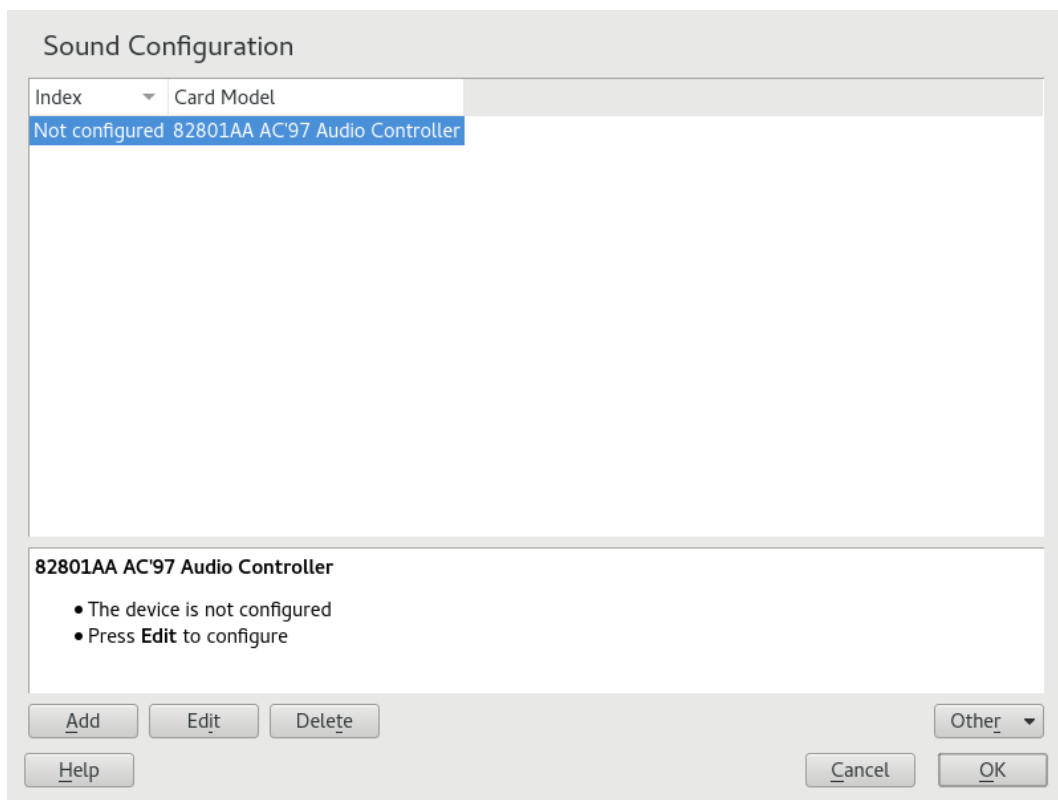 Sound Configuration
Index Card Model
Not configured 82801AA AC'97 Audio Controller
82801AA AC'97 Audio Controller
• The device is not configured
• Press Edit to configure
Add Edit Delete Other
Help Cancel OK